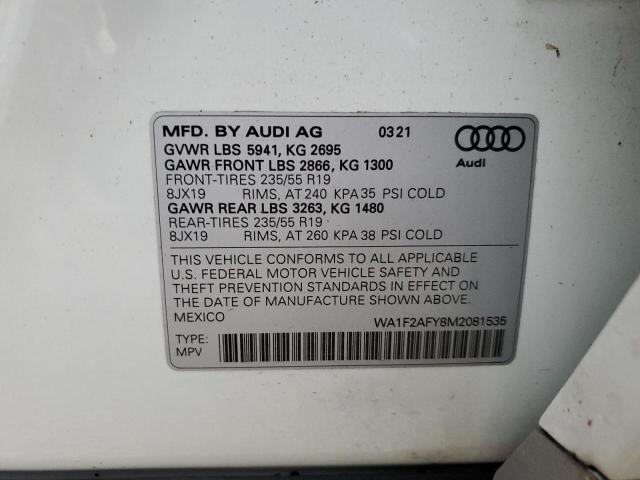 MFD. BY AUDI AG 0321
GVWR LBS 5941, KG 2695
GAWR FRONT LBS 2866, KG 1300
FRONT-TIRES 235/55 R19
8JX19 RIMS, AT 240 KPA 35 PSI COLD
GAWR REAR LBS 3263, KG 1480
REAR-TIRES 235/55 R19
8JX19 RIMS, AT 260 KPA 38 PSI COLD
Audi
THIS VEHICLE CONFORMS TO ALL APPLICABLE
U.S. FEDERAL MOTOR VEHICLE SAFETY AND
THEFT PREVENTION STANDARDS IN EFFECT ON
THE DATE OF MANUFACTURE SHOWN ABOVE.
MEXICO WA1F2AFY8M2081535
TYPE:
MPV